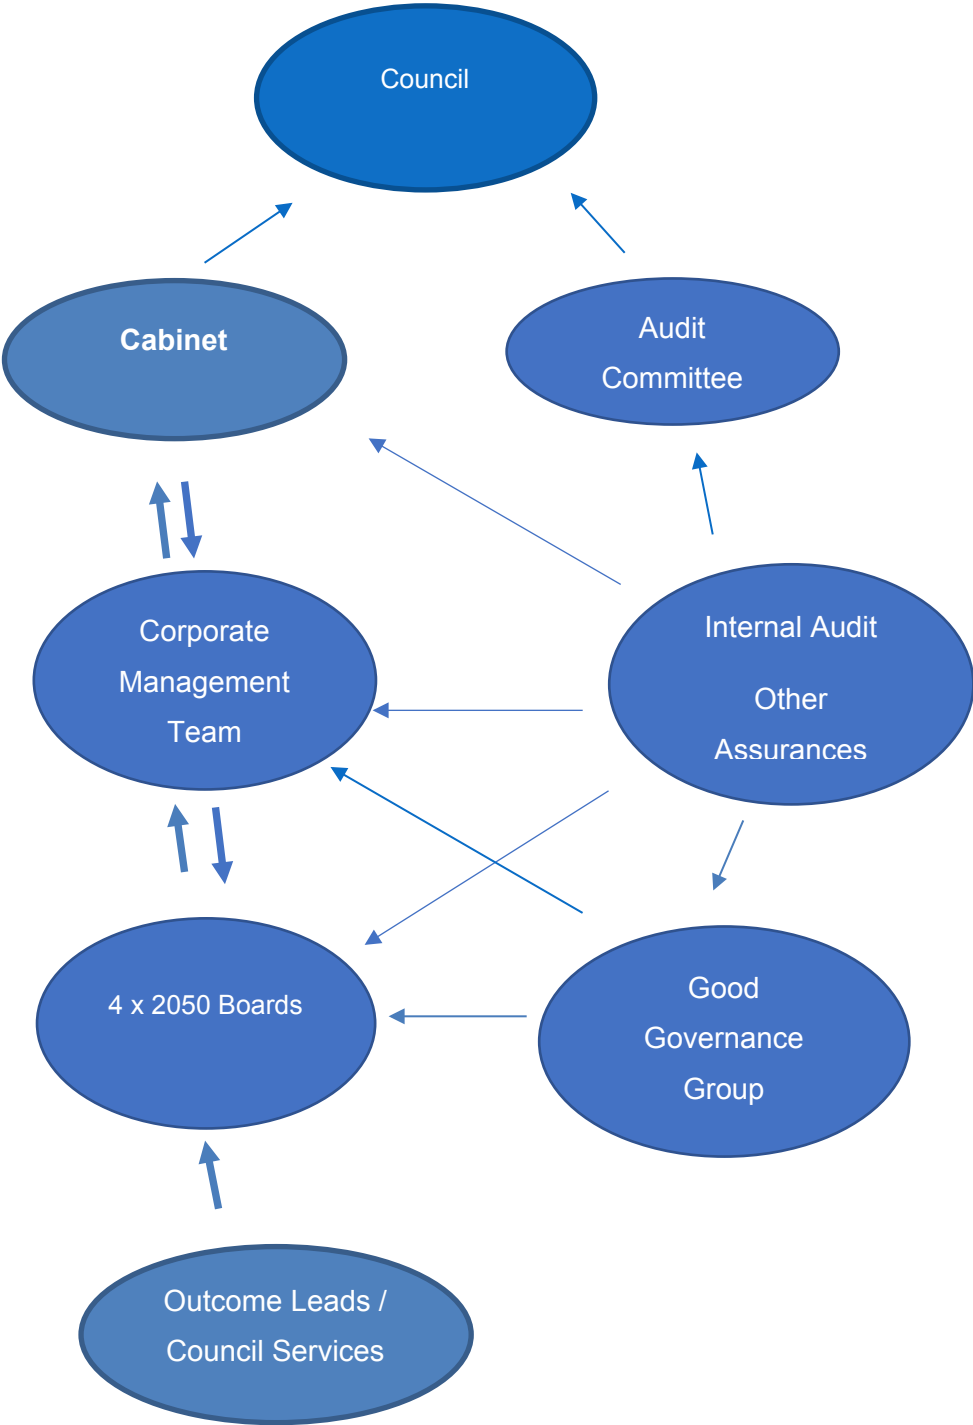 Council
Cabinet
Audit
Committee
Corporate
Management
Team
Internal Audit
Other
Assurances
4 x 2050 Boards
Good
Governance
Group
Outcome Leads /
Council Services